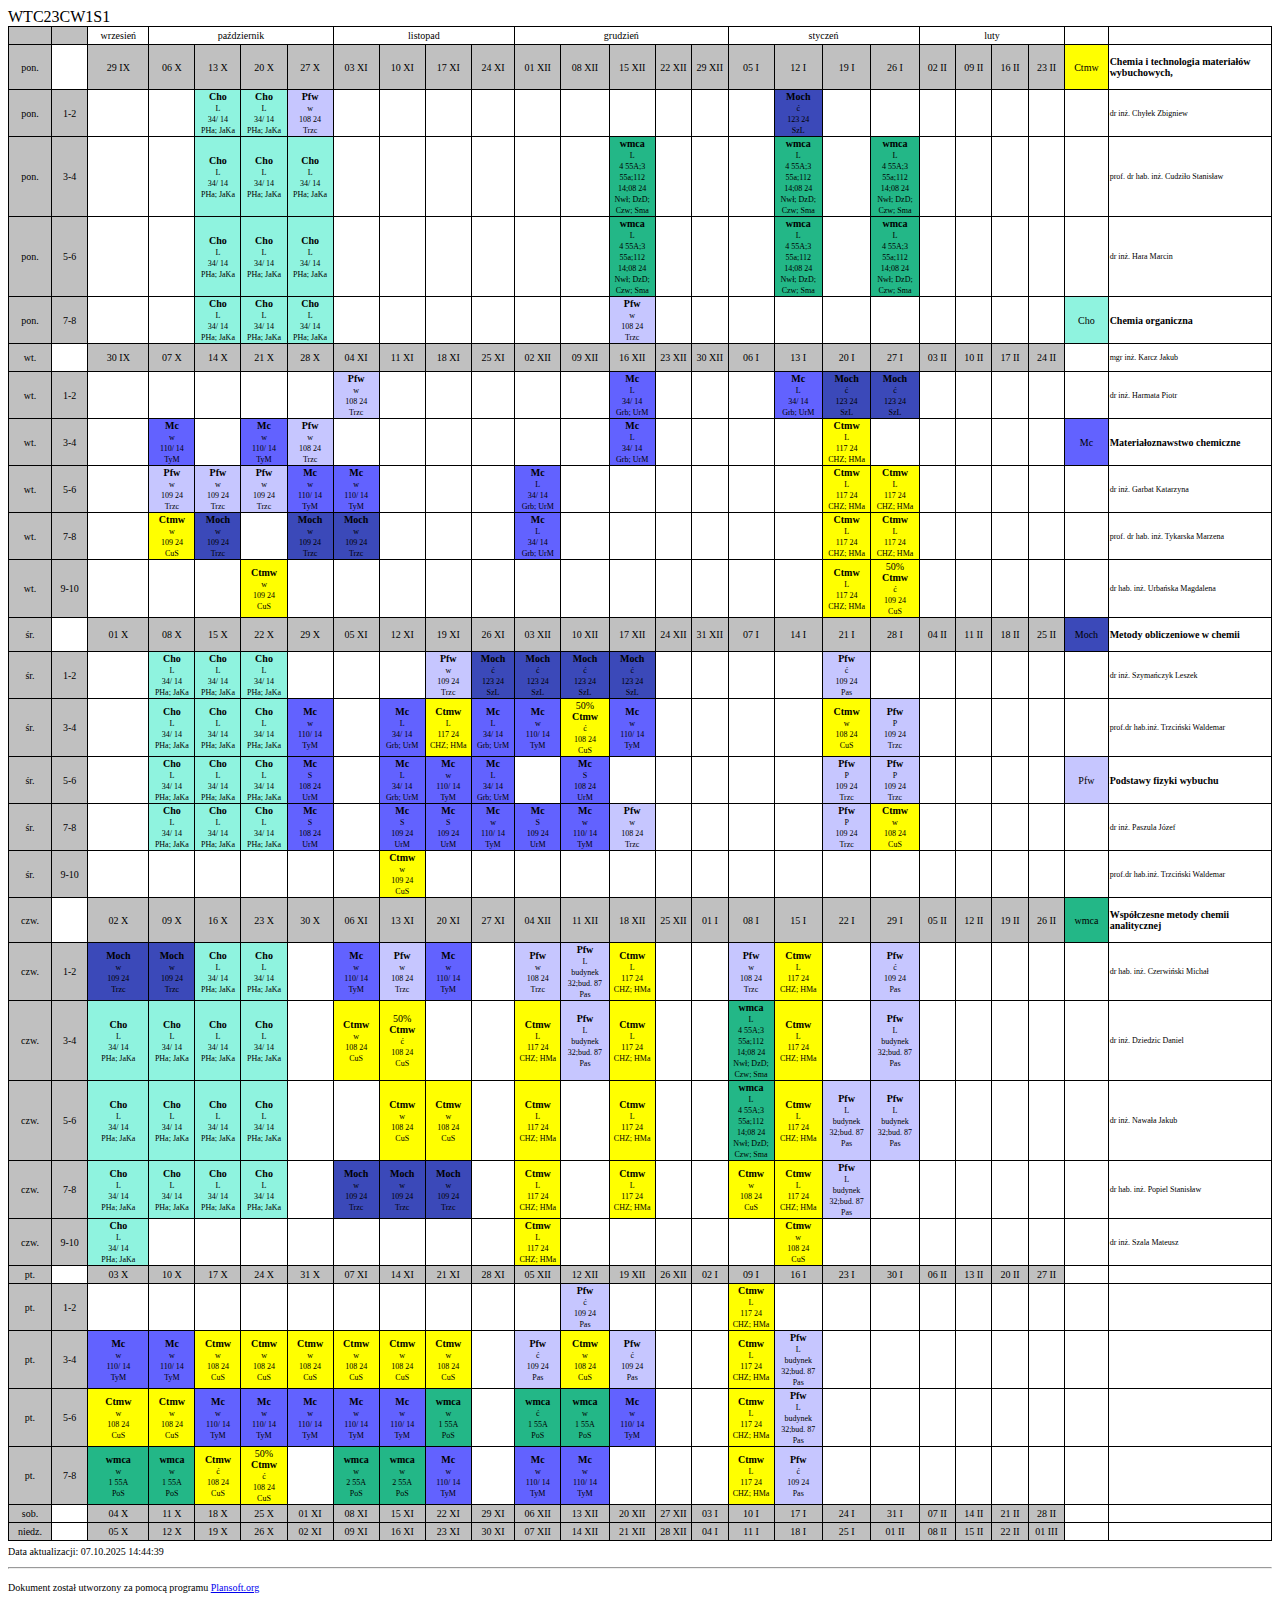 WTC23CW1S1
wrzesień październik listopad grudzień styczeń luty
pon. 29 IX 06 X 13 X 20 X 27 X 03 XI 10 XI 17 XI 24 XI 01 XII 08 XII 15 XII 22 XII 29 XII 05 I 12 I 19 I 26 I 02 II 09 II 16 II 23 II Ctmw Chemia i technologia materiałów wybuchowych,
pon. 1-2 Cho L 34/ 14 PHa; JaKa Cho L 34/ 14 PHa; JaKa Pfw w 108 24 Trzc Moch ć 123 24 SzL dr inż. Chyłek Zbigniew
pon. 3-4 Cho L 34/ 14 PHa; JaKa Cho L 34/ 14 PHa; JaKa Cho L 34/ 14 PHa; JaKa wmca L 4 55A;3 55a;112 14;08 24 Nwł; DzD; Czw; Sma wmca L 4 55A;3 55a;112 14;08 24 Nwł; DzD; Czw; Sma wmca L 4 55A;3 55a;112 14;08 24 Nwł; DzD; Czw; Sma prof. dr hab. inż. Cudziło Stanisław
pon. 5-6 Cho L 34/ 14 PHa; JaKa Cho L 34/ 14 PHa; JaKa Cho L 34/ 14 PHa; JaKa wmca L 4 55A;3 55a;112 14;08 24 Nwł; DzD; Czw; Sma wmca L 4 55A;3 55a;112 14;08 24 Nwł; DzD; Czw; Sma wmca L 4 55A;3 55a;112 14;08 24 Nwł; DzD; Czw; Sma dr inż. Hara Marcin
pon. 7-8 Cho L 34/ 14 PHa; JaKa Cho L 34/ 14 PHa; JaKa Cho L 34/ 14 PHa; JaKa Pfw w 108 24 Trzc Cho Chemia organiczna
wt. 30 IX 07 X 14 X 21 X 28 X 04 XI 11 XI 18 XI 25 XI 02 XII 09 XII 16 XII 23 XII 30 XII 06 I 13 I 20 I 27 I 03 II 10 II 17 II 24 II mgr inż. Karcz Jakub
wt. 1-2 Pfw w 108 24 Trzc Mc L 34/ 14 Grb; UrM Mc L 34/ 14 Grb; UrM Moch ć 123 24 SzL Moch ć 123 24 SzL dr inż. Harmata Piotr
wt. 3-4 Mc w 110/ 14 TyM Mc w 110/ 14 TyM Pfw w 108 24 Trzc Mc L 34/ 14 Grb; UrM Ctmw L 117 24 CHZ; HMa Mc Materiałoznawstwo chemiczne
wt. 5-6 Pfw w 109 24 Trzc Pfw w 109 24 Trzc Pfw w 109 24 Trzc Mc w 110/ 14 TyM Mc w 110/ 14 TyM Mc L 34/ 14 Grb; UrM Ctmw L 117 24 CHZ; HMa Ctmw L 117 24 CHZ; HMa dr inż. Garbat Katarzyna
wt. 7-8 Ctmw w 109 24 CuS Moch w 109 24 Trzc Moch w 109 24 Trzc Moch w 109 24 Trzc Mc L 34/ 14 Grb; UrM Ctmw L 117 24 CHZ; HMa Ctmw L 117 24 CHZ; HMa prof. dr hab. inż. Tykarska Marzena
wt. 9-10 Ctmw w 109 24 CuS Ctmw L 117 24 CHZ; HMa 50% Ctmw ć 109 24 CuS dr hab. inż. Urbańska Magdalena
śr. 01 X 08 X 15 X 22 X 29 X 05 XI 12 XI 19 XI 26 XI 03 XII 10 XII 17 XII 24 XII 31 XII 07 I 14 I 21 I 28 I 04 II 11 II 18 II 25 II Moch Metody obliczeniowe w chemii
śr. 1-2 Cho L 34/ 14 PHa; JaKa Cho L 34/ 14 PHa; JaKa Cho L 34/ 14 PHa; JaKa Pfw w 109 24 Trzc Moch ć 123 24 SzL Moch ć 123 24 SzL Moch ć 123 24 SzL Moch ć 123 24 SzL Pfw ć 109 24 Pas dr inż. Szymańczyk Leszek
śr. 3-4 Cho L 34/ 14 PHa; JaKa Cho L 34/ 14 PHa; JaKa Cho L 34/ 14 PHa; JaKa Mc w 110/ 14 TyM Mc L 34/ 14 Grb; UrM Ctmw L 117 24 CHZ; HMa Mc L 34/ 14 Grb; UrM Mc w 110/ 14 TyM 50% Ctmw ć 108 24 CuS Mc w 110/ 14 TyM Ctmw w 108 24 CuS Pfw P 109 24 Trzc prof.dr hab.inż. Trzciński Waldemar
śr. 5-6 Cho L 34/ 14 PHa; JaKa Cho L 34/ 14 PHa; JaKa Cho L 34/ 14 PHa; JaKa Mc S 108 24 UrM Mc L 34/ 14 Grb; UrM Mc w 110/ 14 TyM Mc L 34/ 14 Grb; UrM Mc S 108 24 UrM Pfw P 109 24 Trzc Pfw P 109 24 Trzc Pfw Podstawy fizyki wybuchu
śr. 7-8 Cho L 34/ 14 PHa; JaKa Cho L 34/ 14 PHa; JaKa Cho L 34/ 14 PHa; JaKa Mc S 108 24 UrM Mc S 109 24 UrM Mc S 109 24 UrM Mc w 110/ 14 TyM Mc S 109 24 UrM Mc w 110/ 14 TyM Pfw w 108 24 Trzc Pfw P 109 24 Trzc Ctmw w 108 24 CuS dr inż. Paszula Józef
śr. 9-10 Ctmw w 109 24 CuS prof.dr hab.inż. Trzciński Waldemar
czw. 02 X 09 X 16 X 23 X 30 X 06 XI 13 XI 20 XI 27 XI 04 XII 11 XII 18 XII 25 XII 01 I 08 I 15 I 22 I 29 I 05 II 12 II 19 II 26 II wmca Współczesne metody chemii analitycznej
czw. 1-2 Moch w 109 24 Trzc Moch w 109 24 Trzc Cho L 34/ 14 PHa; JaKa Cho L 34/ 14 PHa; JaKa Mc w 110/ 14 TyM Pfw w 108 24 Trzc Mc w 110/ 14 TyM Pfw w 108 24 Trzc Pfw L budynek 32;bud. 87 Pas Ctmw L 117 24 CHZ; HMa Pfw w 108 24 Trzc Ctmw L 117 24 CHZ; HMa Pfw ć 109 24 Pas dr hab. inż. Czerwiński Michał
czw. 3-4 Cho L 34/ 14 PHa; JaKa Cho L 34/ 14 PHa; JaKa Cho L 34/ 14 PHa; JaKa Cho L 34/ 14 PHa; JaKa Ctmw w 108 24 CuS 50% Ctmw ć 108 24 CuS Ctmw L 117 24 CHZ; HMa Pfw L budynek 32;bud. 87 Pas Ctmw L 117 24 CHZ; HMa wmca L 4 55A;3 55a;112 14;08 24 Nwł; DzD; Czw; Sma Ctmw L 117 24 CHZ; HMa Pfw L budynek 32;bud. 87 Pas dr inż. Dziedzic Daniel
czw. 5-6 Cho L 34/ 14 PHa; JaKa Cho L 34/ 14 PHa; JaKa Cho L 34/ 14 PHa; JaKa Cho L 34/ 14 PHa; JaKa Ctmw w 108 24 CuS Ctmw w 108 24 CuS Ctmw L 117 24 CHZ; HMa Ctmw L 117 24 CHZ; HMa wmca L 4 55A;3 55a;112 14;08 24 Nwł; DzD; Czw; Sma Ctmw L 117 24 CHZ; HMa Pfw L budynek 32;bud. 87 Pas Pfw L budynek 32;bud. 87 Pas dr inż. Nawała Jakub
czw. 7-8 Cho L 34/ 14 PHa; JaKa Cho L 34/ 14 PHa; JaKa Cho L 34/ 14 PHa; JaKa Cho L 34/ 14 PHa; JaKa Moch w 109 24 Trzc Moch w 109 24 Trzc Moch w 109 24 Trzc Ctmw L 117 24 CHZ; HMa Ctmw L 117 24 CHZ; HMa Ctmw w 108 24 CuS Ctmw L 117 24 CHZ; HMa Pfw L budynek 32;bud. 87 Pas dr hab. inż. Popiel Stanisław
czw. 9-10 Cho L 34/ 14 PHa; JaKa Ctmw L 117 24 CHZ; HMa Ctmw w 108 24 CuS dr inż. Szala Mateusz
pt. 03 X 10 X 17 X 24 X 31 X 07 XI 14 XI 21 XI 28 XI 05 XII 12 XII 19 XII 26 XII 02 I 09 I 16 I 23 I 30 I 06 II 13 II 20 II 27 II
pt. 1-2 Pfw ć 109 24 Pas Ctmw L 117 24 CHZ; HMa
pt. 3-4 Mc w 110/ 14 TyM Mc w 110/ 14 TyM Ctmw w 108 24 CuS Ctmw w 108 24 CuS Ctmw w 108 24 CuS Ctmw w 108 24 CuS Ctmw w 108 24 CuS Ctmw w 108 24 CuS Pfw ć 109 24 Pas Ctmw w 108 24 CuS Pfw ć 109 24 Pas Ctmw L 117 24 CHZ; HMa Pfw L budynek 32;bud. 87 Pas
pt. 5-6 Ctmw w 108 24 CuS Ctmw w 108 24 CuS Mc w 110/ 14 TyM Mc w 110/ 14 TyM Mc w 110/ 14 TyM Mc w 110/ 14 TyM Mc w 110/ 14 TyM wmca w 1 55A PoS wmca ć 1 55A PoS wmca w 1 55A PoS Mc w 110/ 14 TyM Ctmw L 117 24 CHZ; HMa Pfw L budynek 32;bud. 87 Pas
pt. 7-8 wmca w 1 55A PoS wmca w 1 55A PoS Ctmw ć 108 24 CuS 50% Ctmw ć 108 24 CuS wmca w 2 55A PoS wmca w 2 55A PoS Mc w 110/ 14 TyM Mc w 110/ 14 TyM Mc w 110/ 14 TyM Ctmw L 117 24 CHZ; HMa Pfw ć 109 24 Pas
sob. 04 X 11 X 18 X 25 X 01 XI 08 XI 15 XI 22 XI 29 XI 06 XII 13 XII 20 XII 27 XII 03 I 10 I 17 I 24 I 31 I 07 II 14 II 21 II 28 II
niedz. 05 X 12 X 19 X 26 X 02 XI 09 XI 16 XI 23 XI 30 XI 07 XII 14 XII 21 XII 28 XII 04 I 11 I 18 I 25 I 01 II 08 II 15 II 22 II 01 III
Data aktualizacji: 07.10.2025 14:44:39
Dokument został utworzony za pomocą programu Plansoft.org